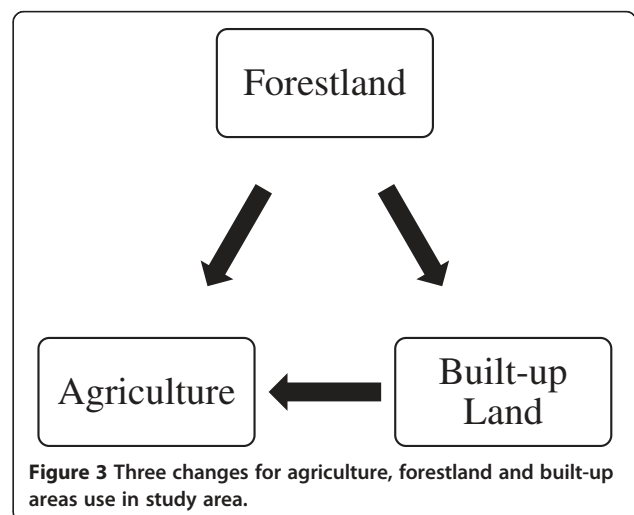 Forestland
Agriculture
Built-up
Land
Figure 3 Three changes for agriculture, forestland and built-up
areas use in study area.